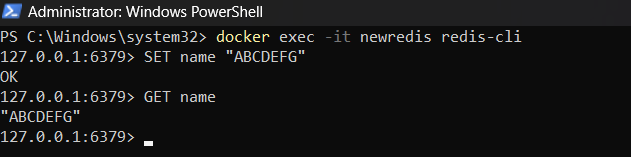 Administrator: Windows PowerShell
PS C:\Windows\system32> docker exec -it newredis redis-cli
127.0.0.1:6379> SET name "ABCDEFG"
OK
127.0.0.1:6379> GET name
"ABCDEFG"
127.0.0.1:6379>